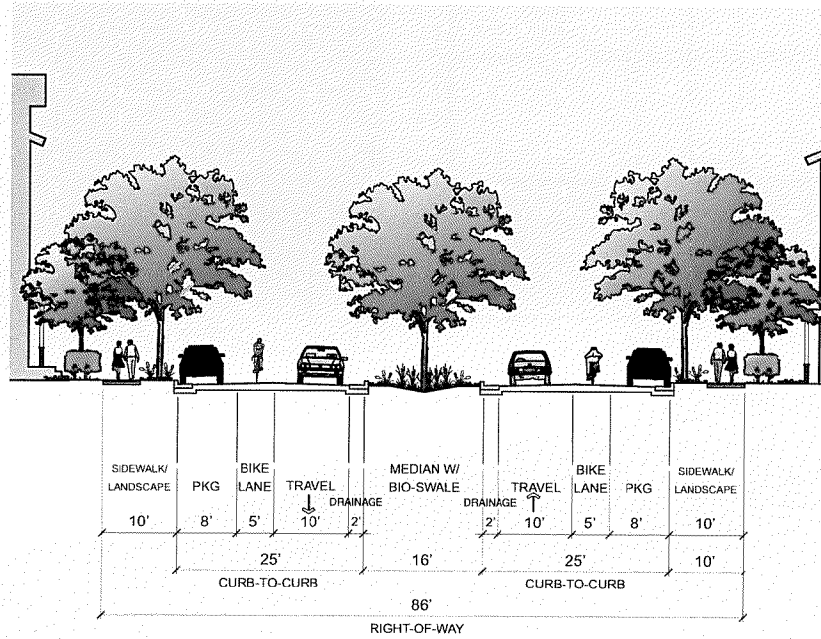 SIDEWALK/
LANDSCAPE
10'
PKG
8'
BIKE
LANE
5'
TRAVEL
10'
DRAINAGE
2'
MEDIAN W/
BIO-SWALE
DRAINAGE
2'
TRAVEL
10'
BIKE
LANE
5'
PKG
8'
SIDEWALK/
LANDSCAPE
10'
25'
CURB-TO-CURB
16'
25'
CURB-TO-CURB
10'
86'
RIGHT-OF-WAY